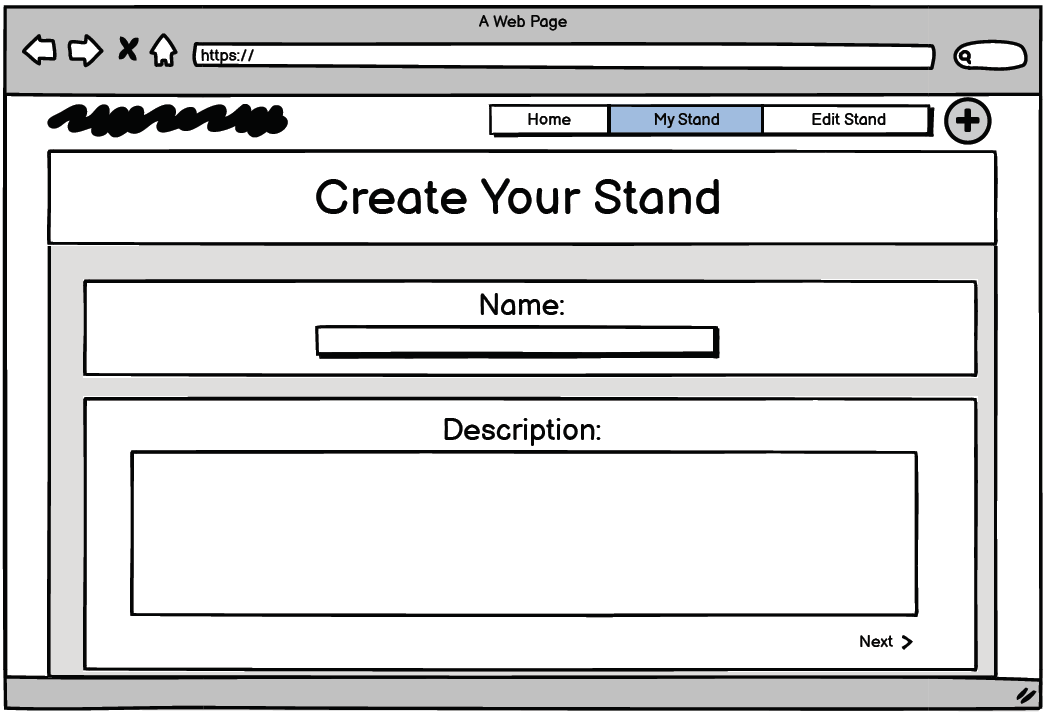 A Web Page
https://
Home My Stand Edit Stand
Create Your Stand
Name:
Description:
Next